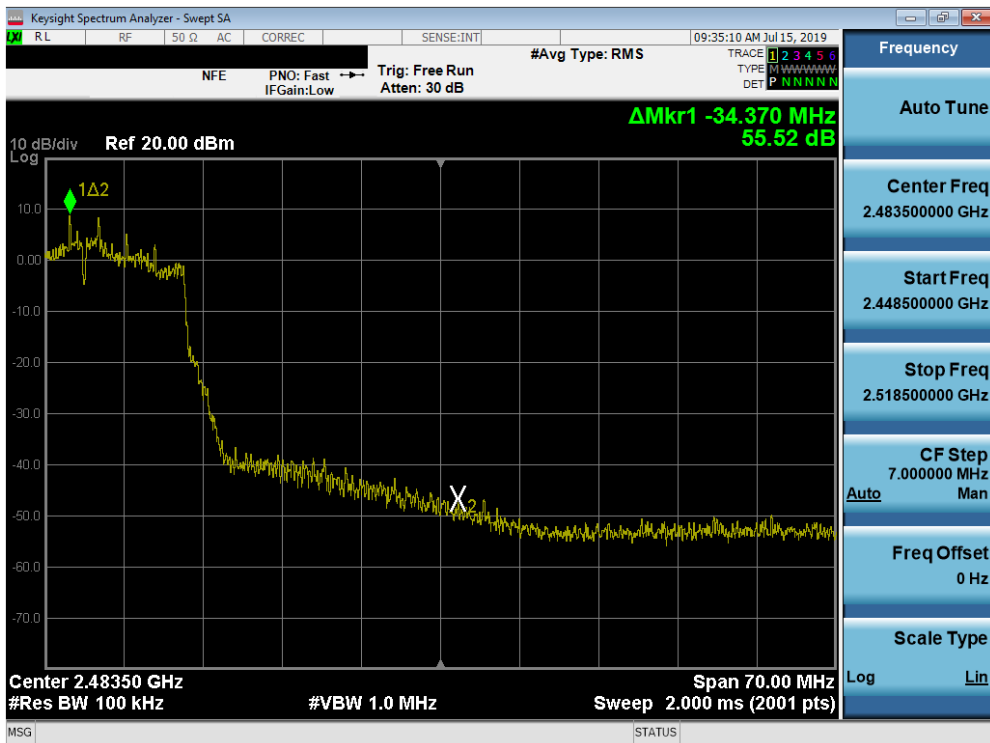 Keysight Spectrum Analyzer - Swept SA
LXI RL RF 50 Ω AC CORREC SENSE:INT 09:35:10 AM Jul 15, 2019
#Avg Type: RMS TRACE 1 2 3 4 5 6
NFE PNO: Fast Trig: Free Run TYPE M W W W W W
IFGain:Low Atten: 30 dB DET P N N N N N
ΔMkr1 -34.370 MHz
55.52 dB
10 dB/div Ref 20.00 dBm
Log
1Δ2
10.0
0.00
-10.0
-20.0
-30.0
-40.0
X2
-50.0
-60.0
-70.0
Center 2.48350 GHz Span 70.00 MHz
#Res BW 100 kHz #VBW 1.0 MHz Sweep 2.000 ms (2001 pts)
MSG STATUS
Frequency
Auto Tune
Center Freq
2.483500000 GHz
Start Freq
2.448500000 GHz
Stop Freq
2.518500000 GHz
CF Step
7.000000 MHz
Auto Man
Freq Offset
0 Hz
Scale Type
Log Lin